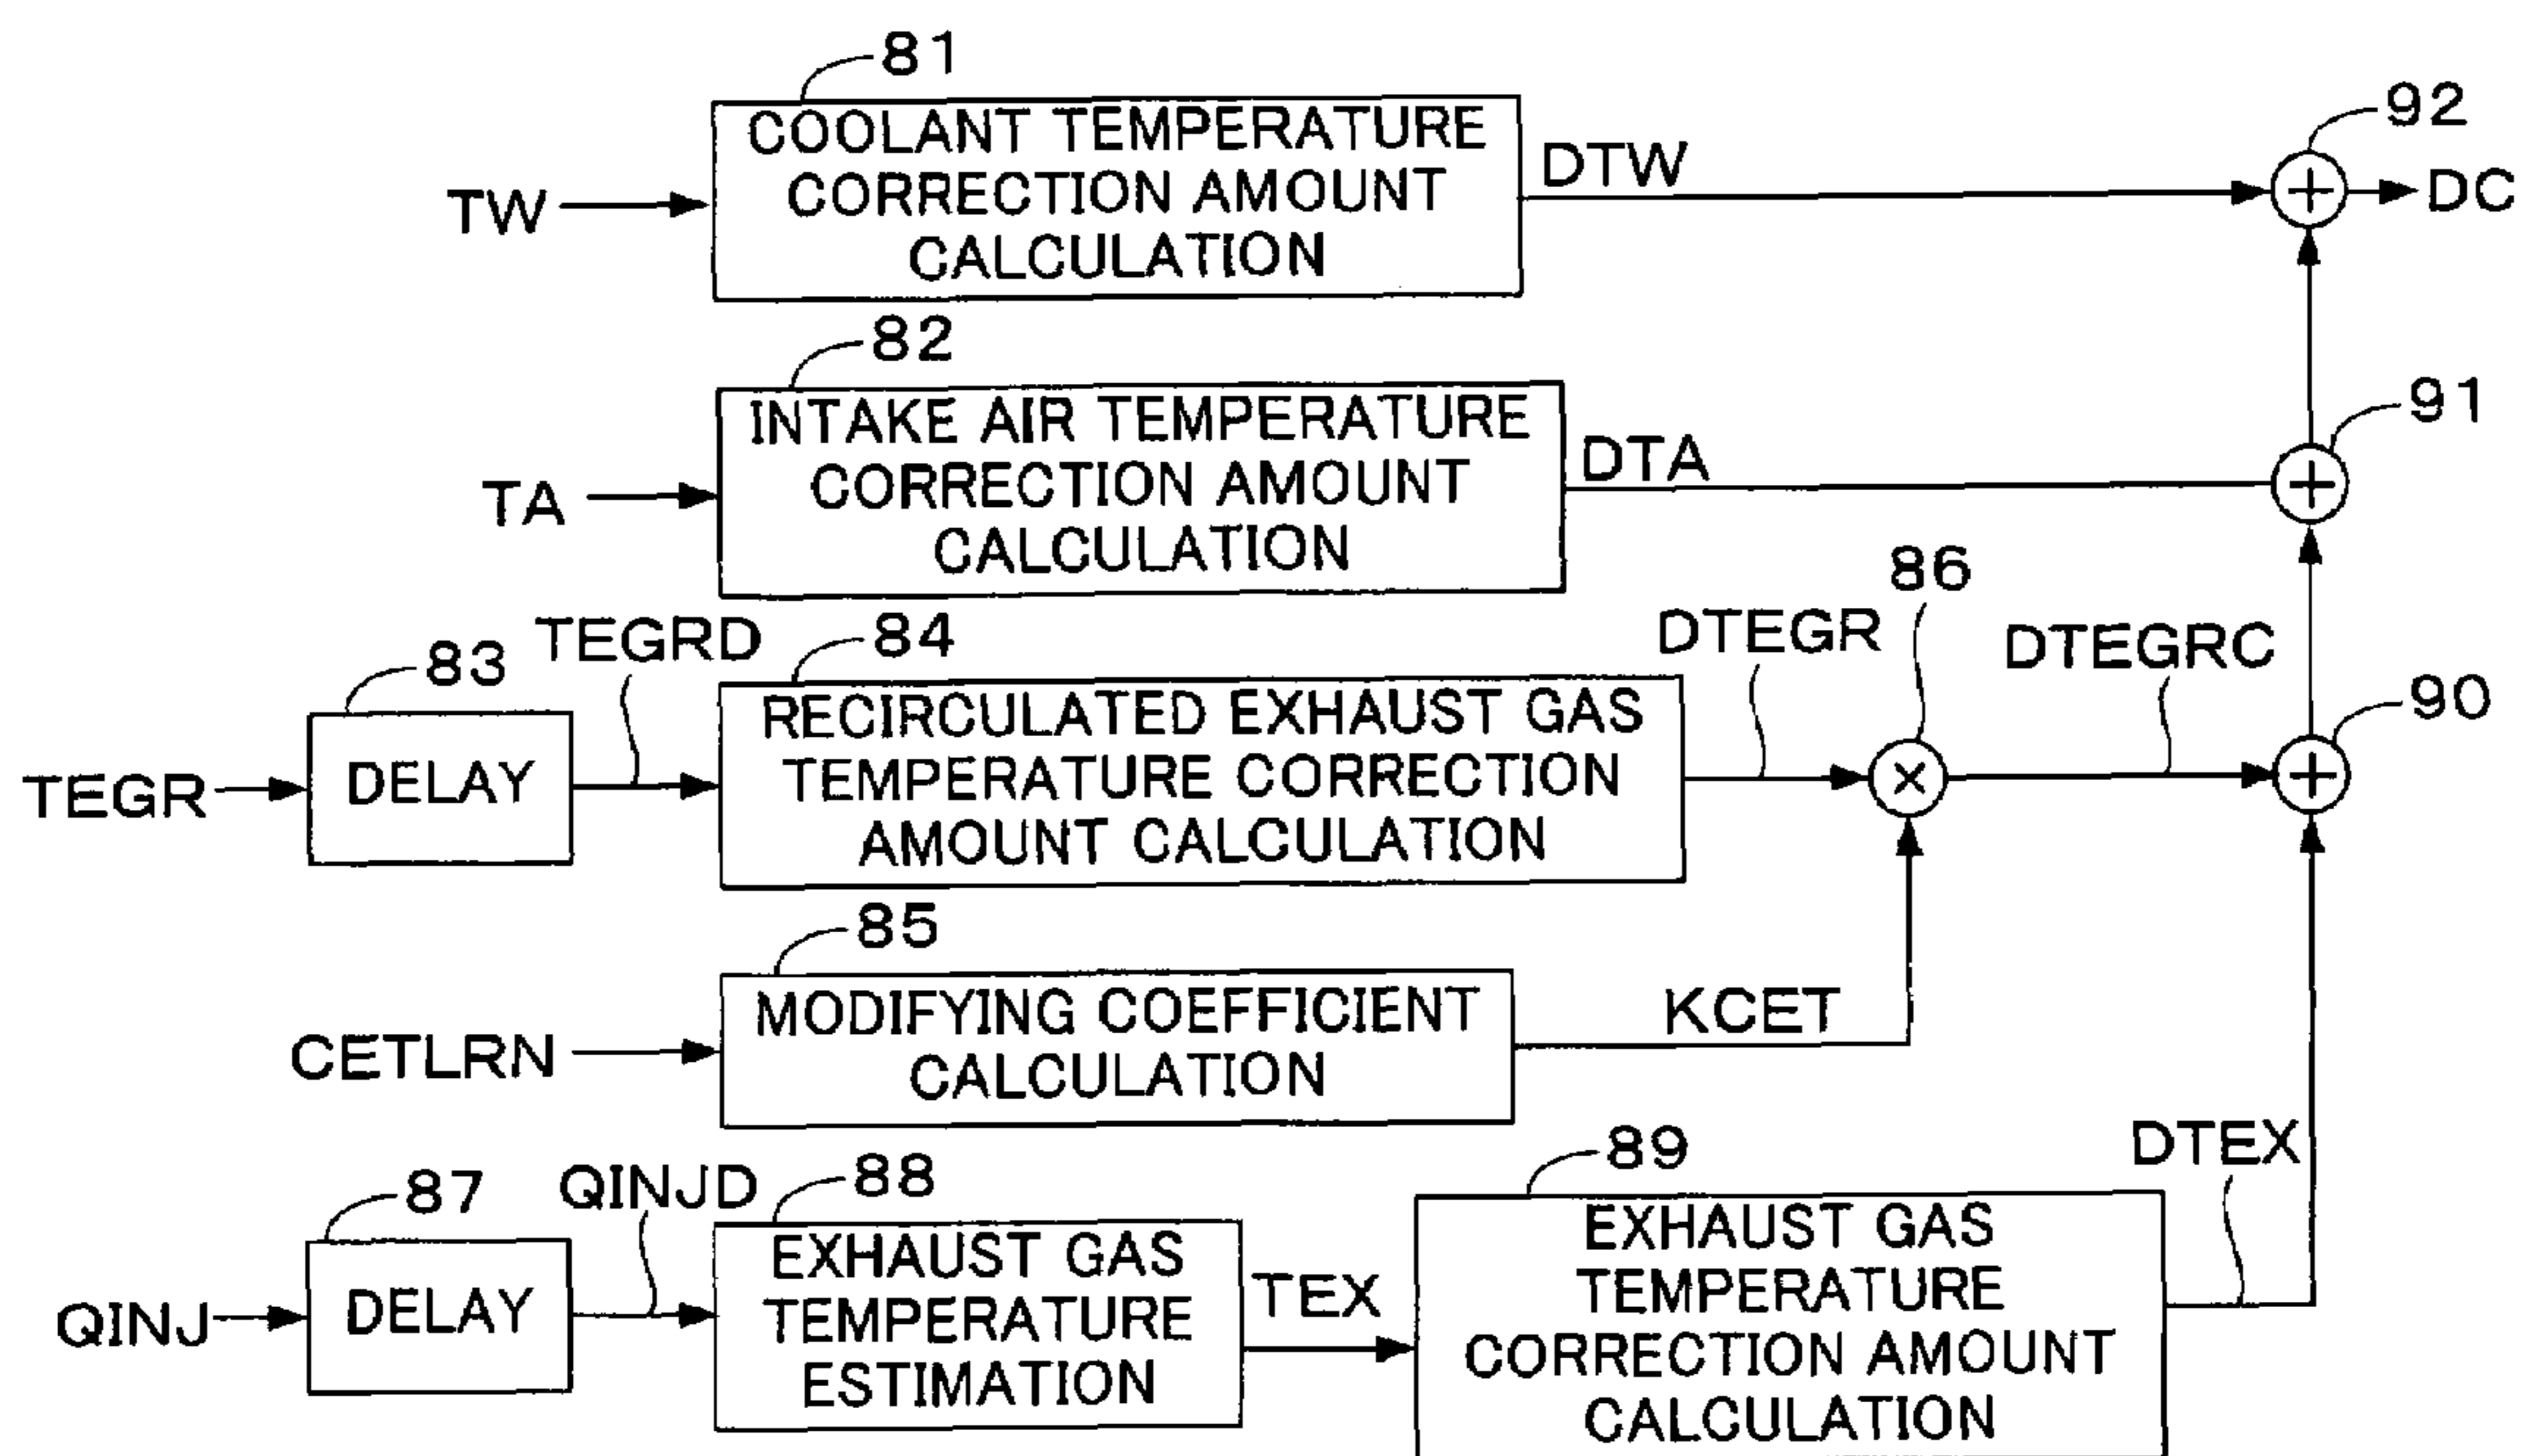 81
COOLANT TEMPERATURE
CORRECTION AMOUNT
CALCULATION
TW
DTW
92
DC
82
INTAKE AIR TEMPERATURE
CORRECTION AMOUNT
CALCULATION
TA
DTA
91
83
TEGRD
84
TEGR
DELAY
RECIRCULATED EXHAUST GAS
TEMPERATURE CORRECTION
AMOUNT CALCULATION
DTEGR
86
×
DTEGRC
90
85
CETLRN
MODIFYING COEFFICIENT
CALCULATION
KCET
87
QINJD
88
QINJ
DELAY
EXHAUST GAS
TEMPERATURE
ESTIMATION
TEX
89
EXHAUST GAS
TEMPERATURE
CORRECTION AMOUNT
CALCULATION
DTEX
+
+
+